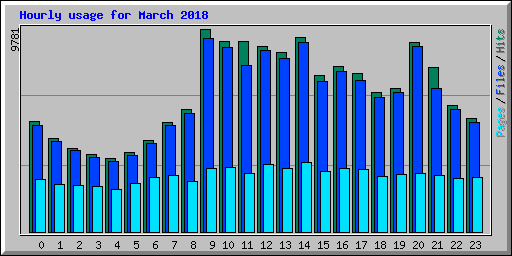 Hourly usage for March 2018
9781
Pages/Files/Hits
0 1 2 3 4 5 6 7 8 9 10 11 12 13 14 15 16 17 18 19 20 21 22 23